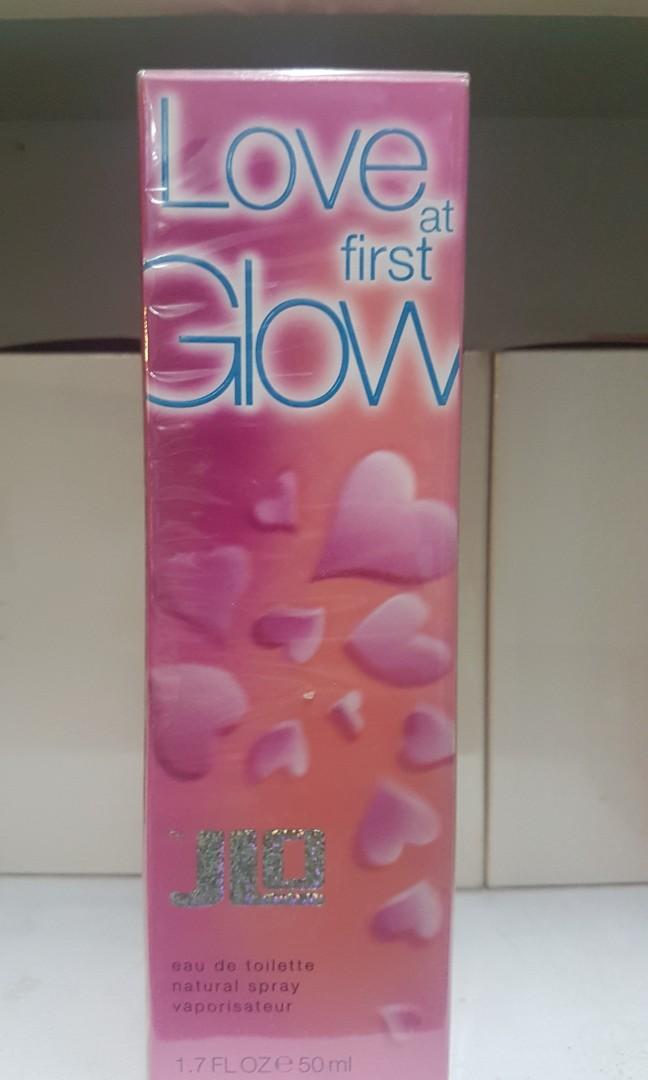 Love
at
first
Glow
JLO
eau de toilette
natural spray
vaporisateur
1.7 FL OZ ℮ 50 ml